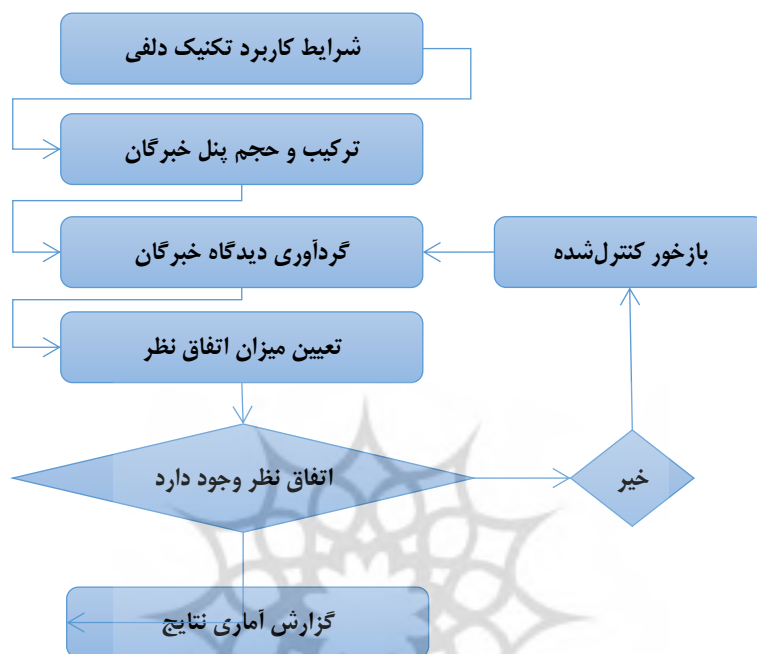 شرایط کاربرد تکنیک دلفی
ترکیب و حجم پنل خبرگان
گردآوری دیدگاه خبرگان
بازخور کنترل‌شده
تعیین میزان اتفاق نظر
اتفاق نظر وجود دارد
خیر
گزارش آماری نتایج